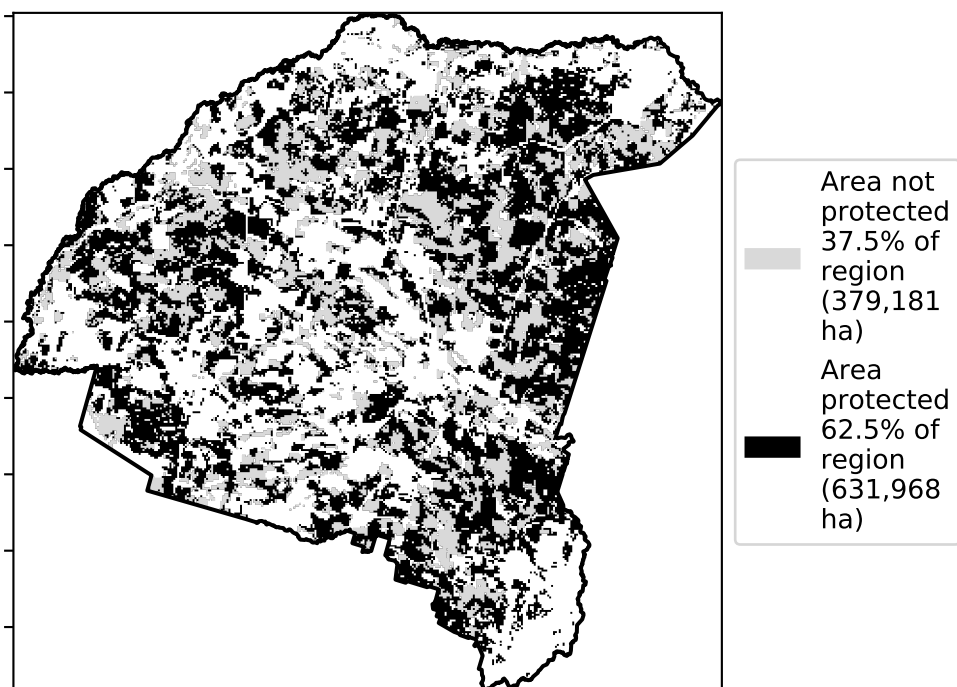 Area not
protected
37.5% of
region
(379,181
ha)
Area
protected
62.5% of
region
(631,968
ha)